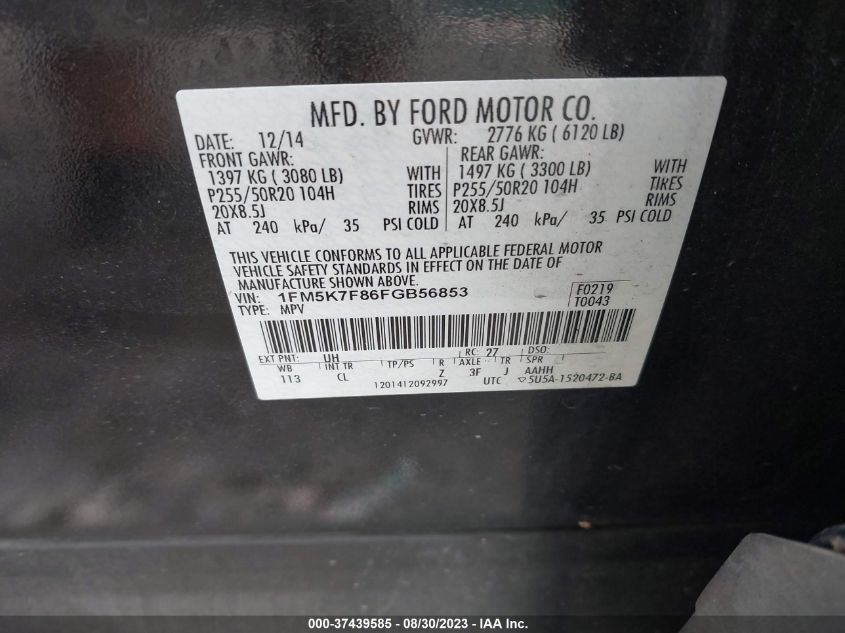 MFD. BY FORD MOTOR CO.
DATE: 12/14 GVWR: 2776 KG ( 6120 LB)
FRONT GAWR: REAR GAWR:
1397 KG ( 3080 LB) WITH 1497 KG ( 3300 LB) WITH
P255/50R20 104H TIRES P255/50R20 104H TIRES
20X8.5J RIMS 20X8.5J RIMS
AT 240 kPa/ 35 PSI COLD AT 240 kPa/ 35 PSI COLD
THIS VEHICLE CONFORMS TO ALL APPLICABLE FEDERAL MOTOR
VEHICLE SAFETY STANDARDS IN EFFECT ON THE DATE OF
MANUFACTURE SHOWN ABOVE.
VIN: 1FM5K7F86FGB56853 F0219
TYPE: MPV T0043
EXT PNT: UH RC: 27 DSO:
WB INT TR TP/PS R AXLE TR SPR
113 CL Z 3F J AAHH
1201412092997 UTC ▽5U5A-1520472-BA
000-37439585 - 08/30/2023 - IAA Inc.